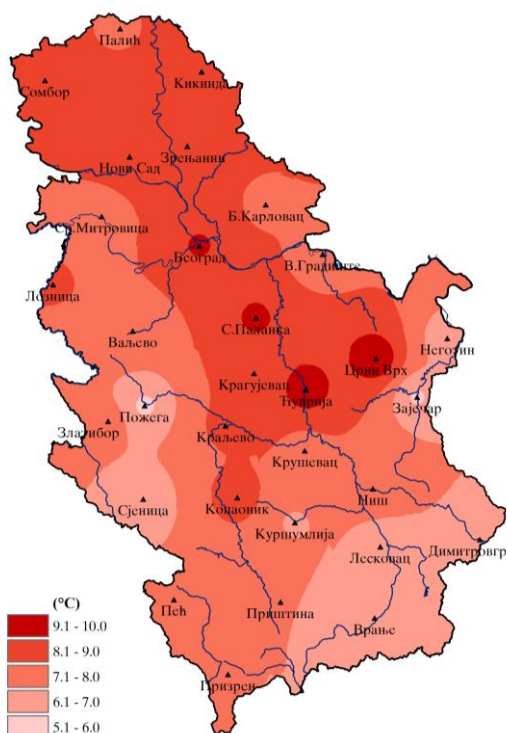 Палић
Сомбор
Кикинда
Зрењанин
Нови Сад
Б.Карловац
Ср.Митровица
Београд
В.Градиште
Лозница
С.Паланка
Ваљево
Неготин
Црни Врх
Крагујевац
Ћуприја
Зајечар
Пожега
Златибор
Краљево
Крушевац
Ниш
Копаоник
Сјеница
Куршумлија
Димитровгр
Лесковац
Пећ
Приштина
Врање
Призрен
(°C)
9.1 - 10.0
8.1 - 9.0
7.1 - 8.0
6.1 - 7.0
5.1 - 6.0